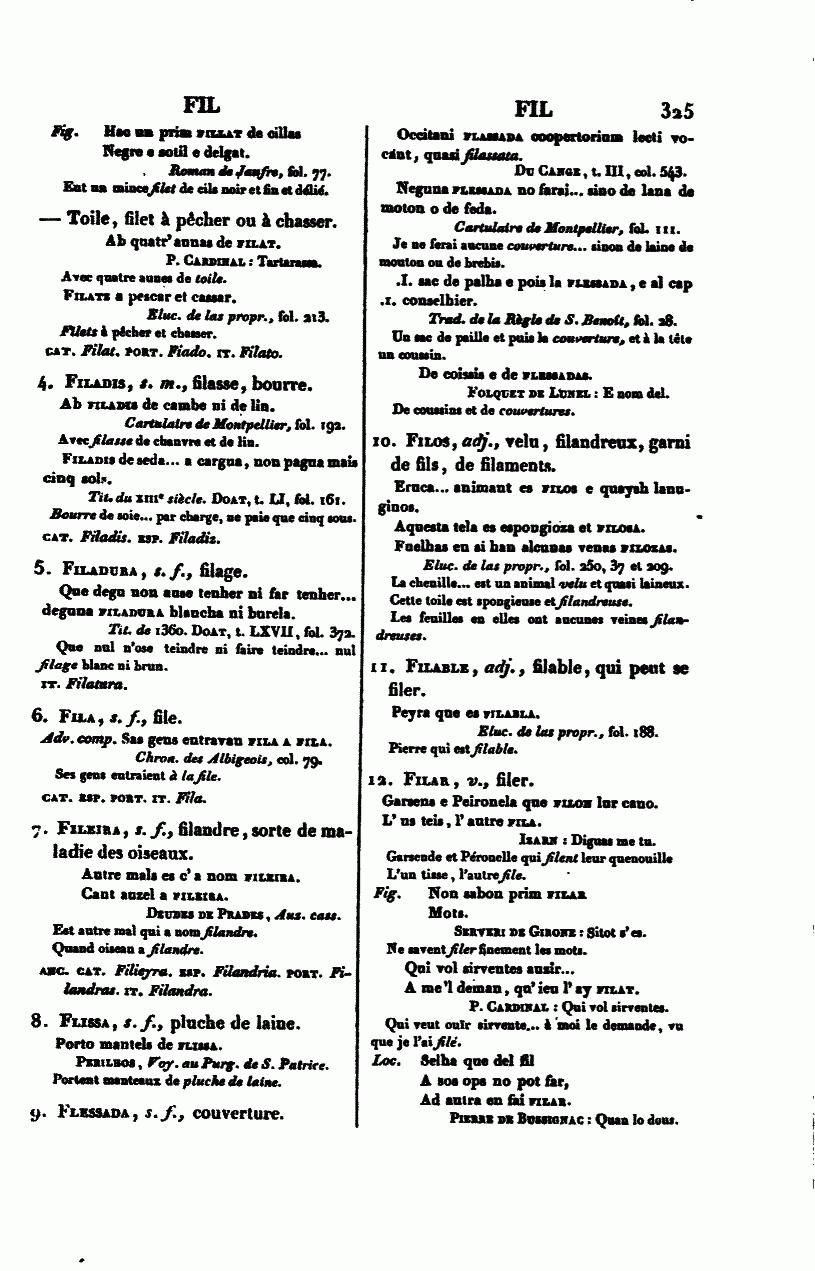 FIL
FIL 325
Fig. Hac un prim FILLAT de cillas
Negre e sotil e delgat.
Roman de Jaufre, fol. 77.
Eut un mince filet de cils noir et fin et délié.
— Toile, filet à pêcher ou à chasser.
Ab quatr' aunas de FILAT.
P. CARDINAL : Tartarassa.
Avec quatre aunes de toile.
FILATS a pescar et cassar.
Eluc. de las propr., fol. 213.
Filets à pêcher et chasser.
CAT. Filat. PORT. Fiado. IT. Filato.
4. FILADIS, s. m., filasse, bourre.
Ab FILADIS de cambe ni de lin.
Cartulaire de Montpellier, fol. 192.
Avec filasse de chanvre et de lin.
FILADIS de seda... a cargua, non pagua mais
cinq sols.
Tit. du XIIIe siècle. DOAT, t. LI, fol. 161.
Bourre de soie... par charge, ne paie que cinq sous.
CAT. Filadis. ESP. Filadiz.
5. FILADURA, s. f., filage.
Que degu non ause tenher ni far tenher...
deguna FILADURA blancha ni burela.
Tit. de 1360. DOAT, t. LXVII, fol. 372.
Que nul n'ose teindre ni faire teindre... nul
filage blanc ni brun.
IT. Filatura.
6. FILA, s. f., file.
Adv. comp. Sas gens entravan FILA A FILA.
Chron. des Albigeois, col. 79.
Ses gens entraient à la file.
CAT. ESP. PORT. IT. Fila.
7. FILEIRA, s. f., filandre, sorte de ma-
ladie des oiseaux.
Autre mals es c' a nom FILEIRA.
Cant auzel a FILEIRA.
DEUDES DE PRADES, Aus. cass.
Est autre mal qui a nom filandre.
Quand oiseau a filandre.
ANC. CAT. Filieyra. ESP. Filandria. PORT. Fi-
landras. IT. Filandra.
8. FLISSA, s. f., pluche de laine.
Porto mantels de FLISSA.
PERILHOS, Voy. au Purg. de S. Patrice.
Portent manteaux de pluche de laine.
9. FLESSADA, s. f., couverture.
Occitani FLASSADA coopertorium lecti vo-
cánt, quasi filassata.
DU CANGE, t. III, col. 543.
Neguna FLESSADA no farai... sino de lana de
moton o de feda.
Cartulaire de Montpellier, fol. 111.
Je ne ferai aucune couverture... sinon de laine de
mouton ou de brebis.
.I. sac de palha e pois la FLESSADA, e al cap
.I. conselhier.
Trad. de la Règle de S. Benoît, fol. 28.
Un sac de paille et puis la couverture, et à la tête
un coussin.
De coissis e de FLESSADAS.
FOLQUET DE LUNEL : E nom del.
De coussins et de couvertures.
10. FILOS, adj., velu, filandreux, garni
de fils, de filaments.
Eruca... animant es FILOS e quaysh lanu-
ginos.
Aquesta tela es espongioza et FILOSA.
Fuelhas en si han alcunas venas FILOZAS.
Eluc. de las propr., fol. 250, 37 et 209.
La chenille... est un animal velu et quasi laineux.
Cette toile est spongieuse et filandreuse.
Les feuilles en elles ont aucunes veines filan-
dreuses.
11. FILABLE, adj., filable, qui peut se
filer.
Peyra que es FILABLA.
Eluc. de las propr., fol. 188.
Pierre qui est filable.
12. FILAR, v., filer.
Garsens e Peironela que FILON lur cano.
L' us teis, l' autre FILA.
IZARN : Diguas me tu.
Garsende et Péronelle qui filent leur quenouille
L'un tisse, l'autre file.
Fig. Non sabon prim FILAR
Mots.
SERVERI DE GIRONE : Sitot s' es.
Ne savent filer finement les mots.
Qui vol sirventes auzir...
A me 'l deman, qu' ieu l' ay FILAT.
P. CARDINAL : Qui vol sirventes.
Qui veut ouïr sirvente... à moi le demande, vu
que je l'ai filé.
Loc. Selha que del fil
A sos ops no pot far,
Ad autra en fai FILAR.
PIERRE DE BUSSIGNAC : Quan lo dous.